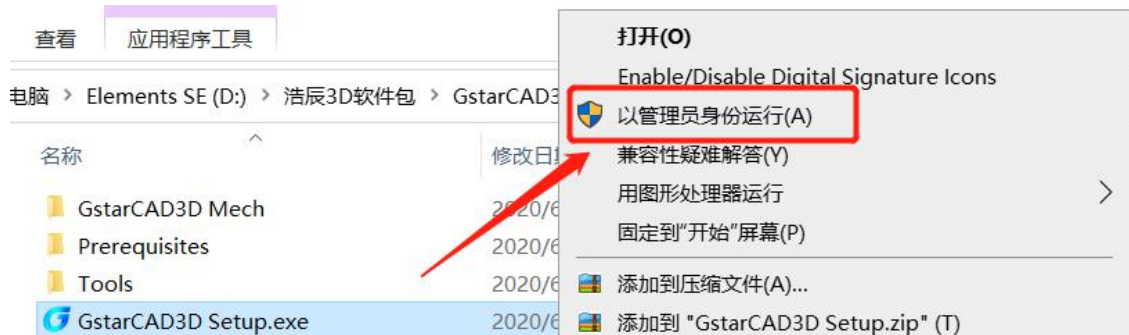 查看 应用程序工具
电脑 > Elements SE (D:) > 浩辰3D软件包 > GstarCAD3
名称 修改日
GstarCAD3D Mech 2020/6
Prerequisites 2020/6
Tools 2020/6
GstarCAD3D Setup.exe 2020/6
打开(O)
Enable/Disable Digital Signature Icons
以管理员身份运行(A)
兼容性疑难解答(Y)
用图形处理器运行
固定到"开始"屏幕(P)
添加到压缩文件(A)...
添加到 "GstarCAD3D Setup.zip" (T)